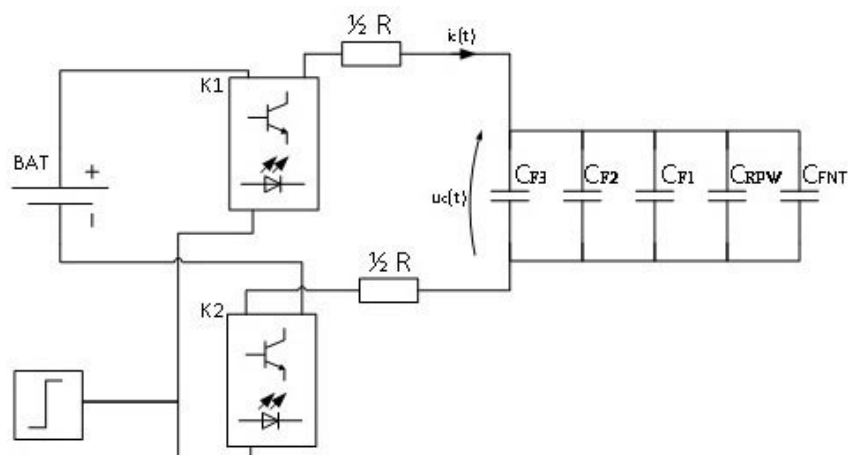 ½ R
ic(t)
K1
BAT
+
CF3
CF2
CF1
CRPW
CFNT
uc(t)
½ R
K2